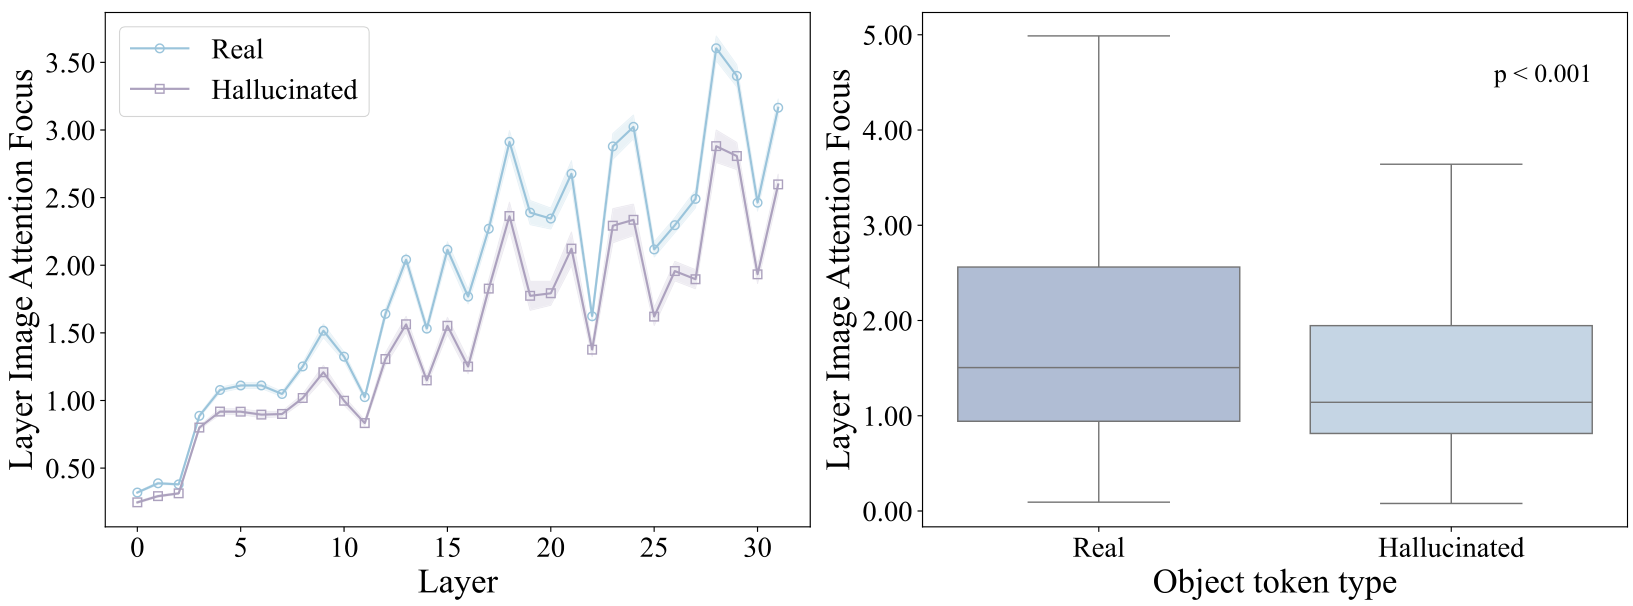 Layer Image Attention Focus
3.50
3.00
2.50
2.00
1.50
1.00
0.50
Real
Hallucinated
0
5
10
15
20
25
30
Layer
Layer Image Attention Focus
5.00
4.00
3.00
2.00
1.00
0.00
p < 0.001
Real
Hallucinated
Object token type